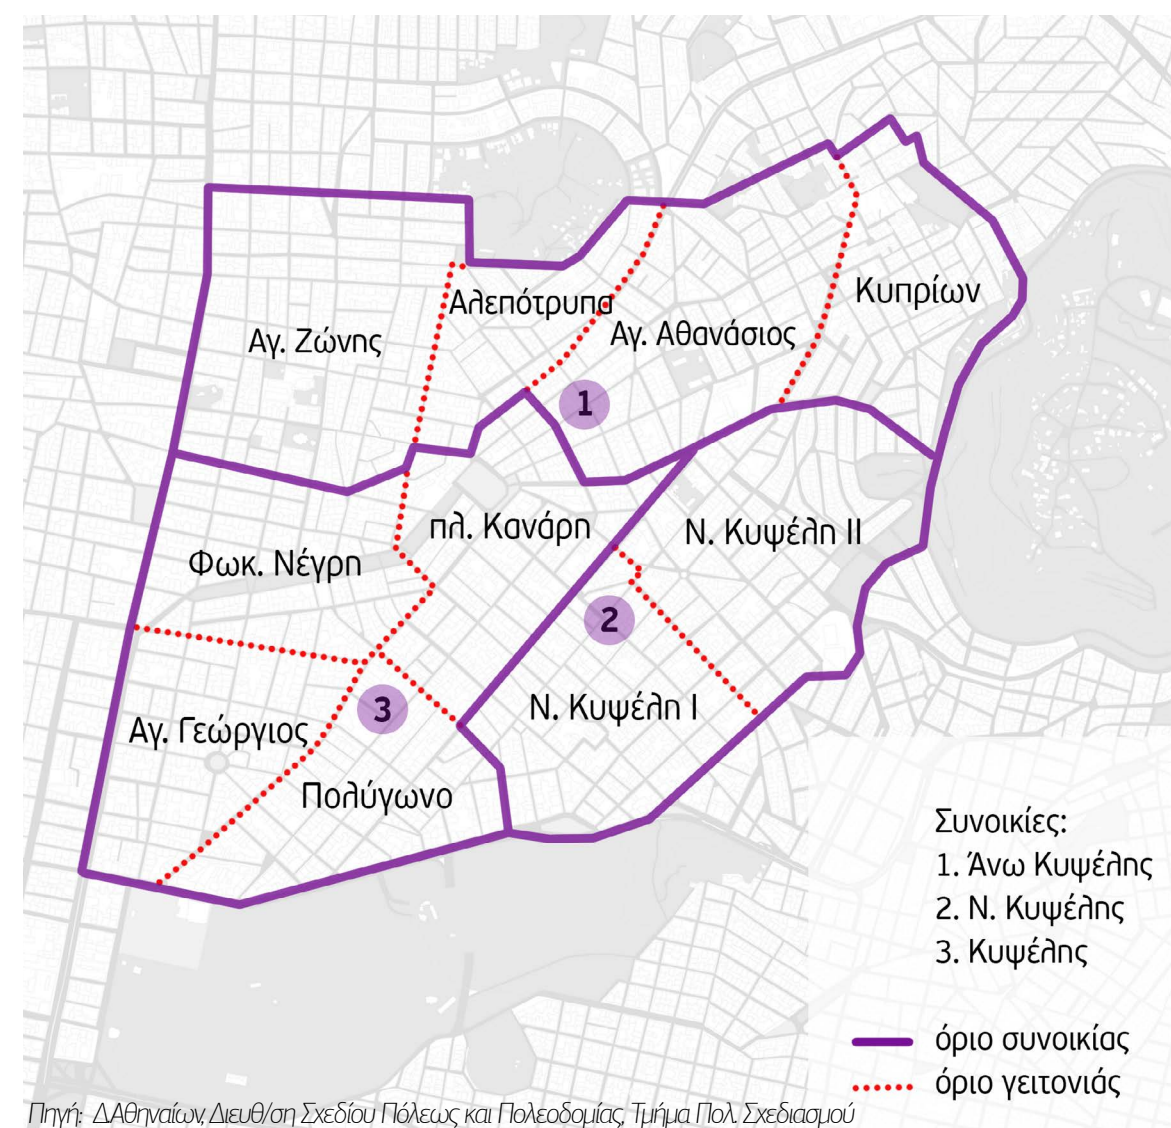 Κυπρίων
Αλεπότρυπα
Αγ. Αθανάσιος
Αγ. Ζώνης
1
πλ. Κανάρη
Ν. Κυψέλη ΙΙ
Φωκ. Νέγρη
2
Ν. Κυψέλη Ι
3
Αγ. Γεώργιος
Πολύγωνο
Συνοικίες:
1. Άνω Κυψέλης
2. Ν. Κυψέλης
3. Κυψέλης
όριο συνοικίας
όριο γειτονιάς
Πηγή: ΔΑθηναίων, Διευθ/ση Σχεδίου Πόλεως και Πολεοδομίας, Τμήμα Πολ. Σχεδιασμού